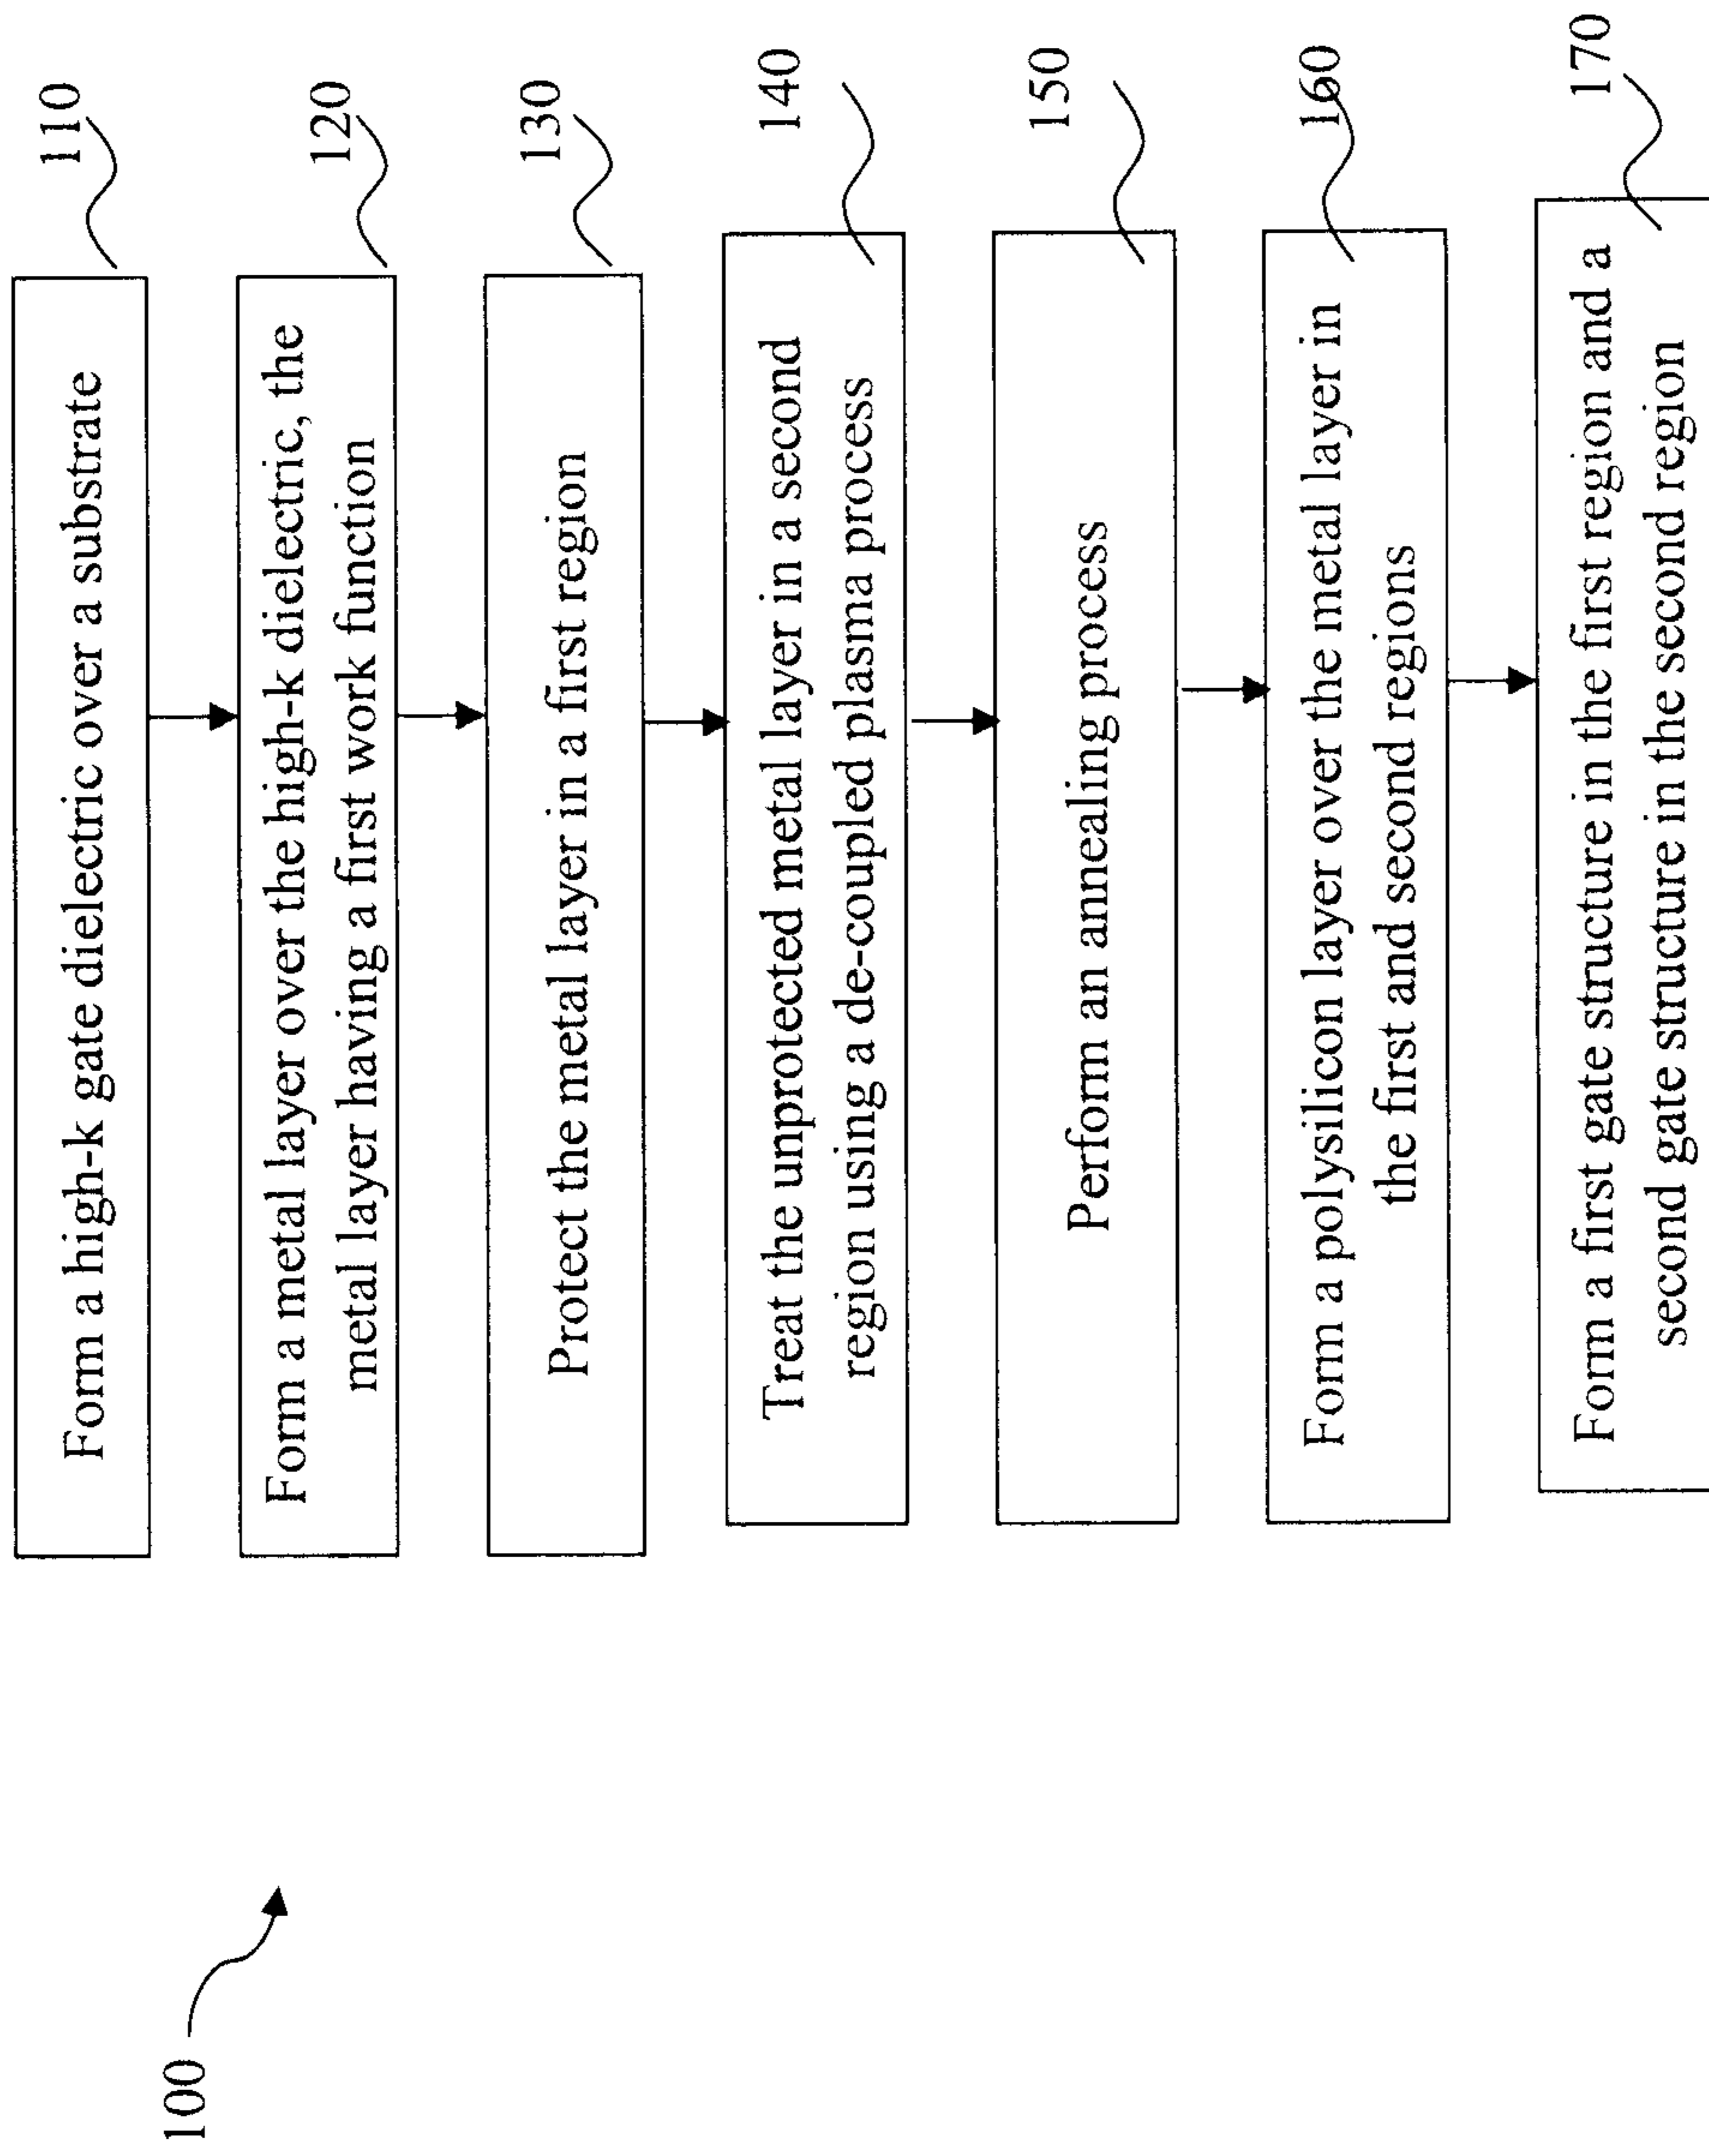 100
110
Form a high-k gate dielectric over a substrate
120
Form a metal layer over the high-k dielectric, the
metal layer having a first work function
130
Protect the metal layer in a first region
140
Treat the unprotected metal layer in a second
region using a de-coupled plasma process
150
Perform an annealing process
160
Form a polysilicon layer over the metal layer in
the first and second regions
170
Form a first gate structure in the first region and a
second gate structure in the second region